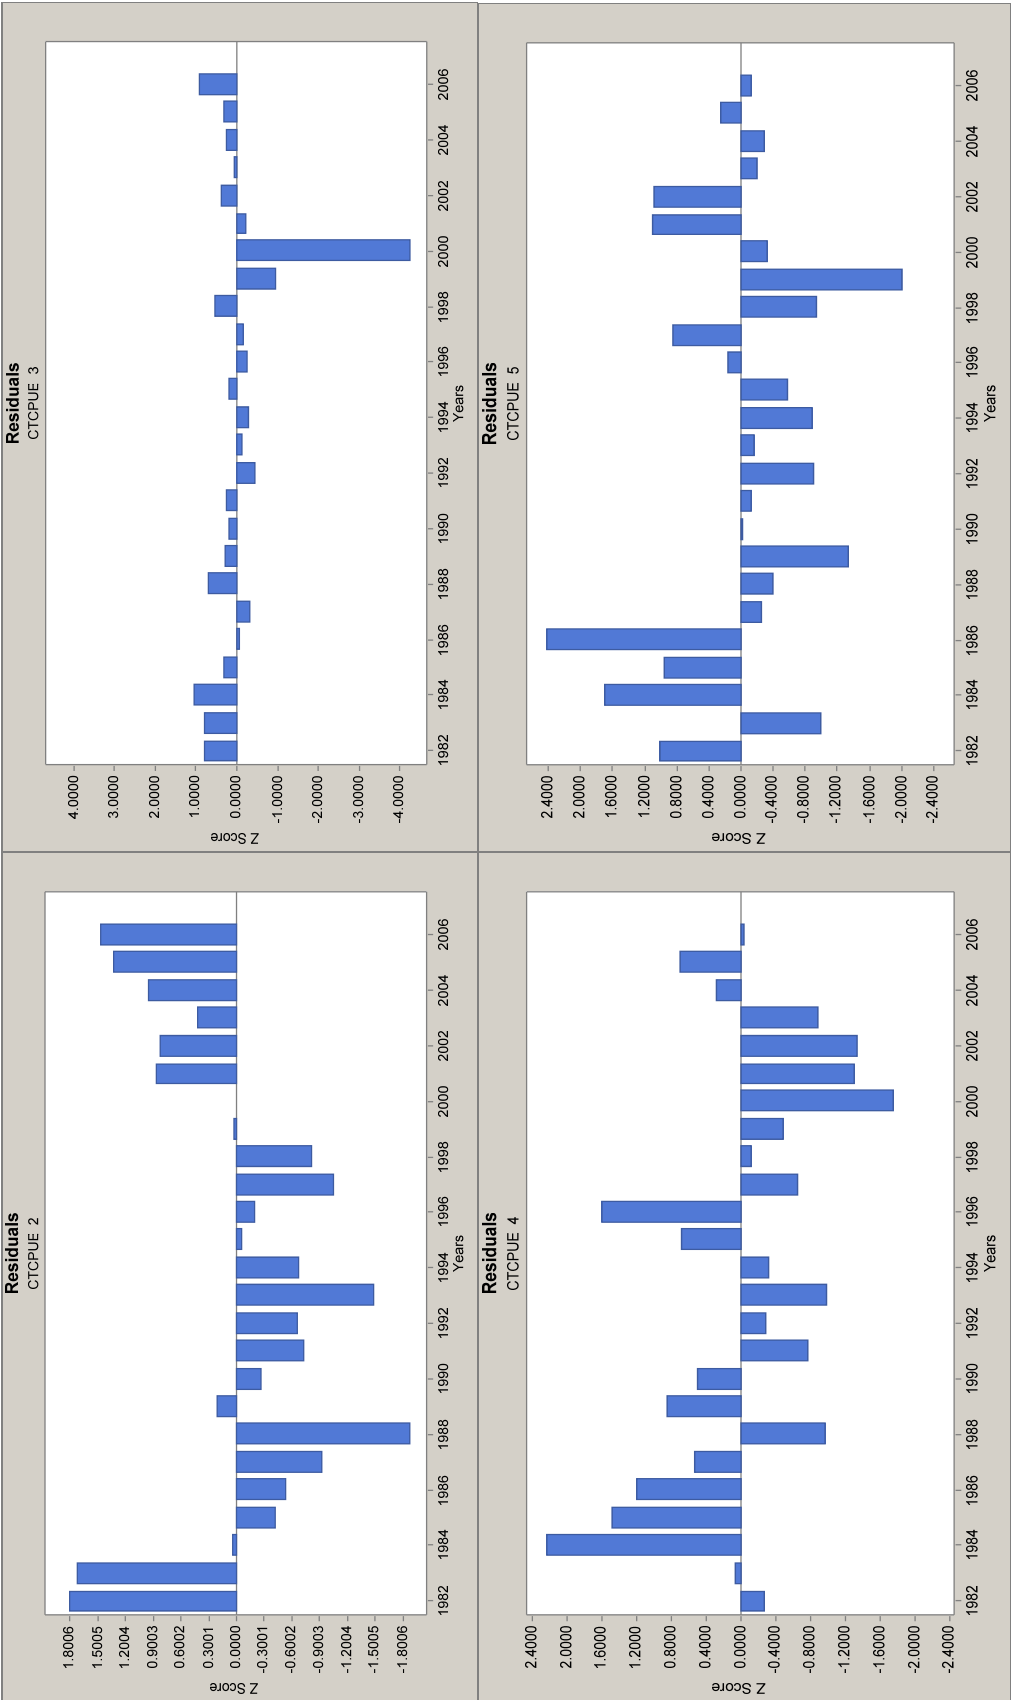 Residuals
CTCPUE 2
Z Score
1.8006
1.5005
1.2004
0.9003
0.6002
0.3001
0.0000
-0.3001
-0.6002
-0.9003
-1.2004
-1.5005
-1.8006
1982 1984 1986 1988 1990 1992 1994 1996 1998 2000 2002 2004 2006
Years
Residuals
CTCPUE 3
Z Score
4.0000
3.0000
2.0000
1.0000
0.0000
-1.0000
-2.0000
-3.0000
-4.0000
1982 1984 1986 1988 1990 1992 1994 1996 1998 2000 2002 2004 2006
Years
Residuals
CTCPUE 4
Z Score
2.4000
2.0000
1.6000
1.2000
0.8000
0.4000
0.0000
-0.4000
-0.8000
-1.2000
-1.6000
-2.0000
-2.4000
1982 1984 1986 1988 1990 1992 1994 1996 1998 2000 2002 2004 2006
Years
Residuals
CTCPUE 5
Z Score
2.4000
2.0000
1.6000
1.2000
0.8000
0.4000
0.0000
-0.4000
-0.8000
-1.2000
-1.6000
-2.0000
-2.4000
1982 1984 1986 1988 1990 1992 1994 1996 1998 2000 2002 2004 2006
Years